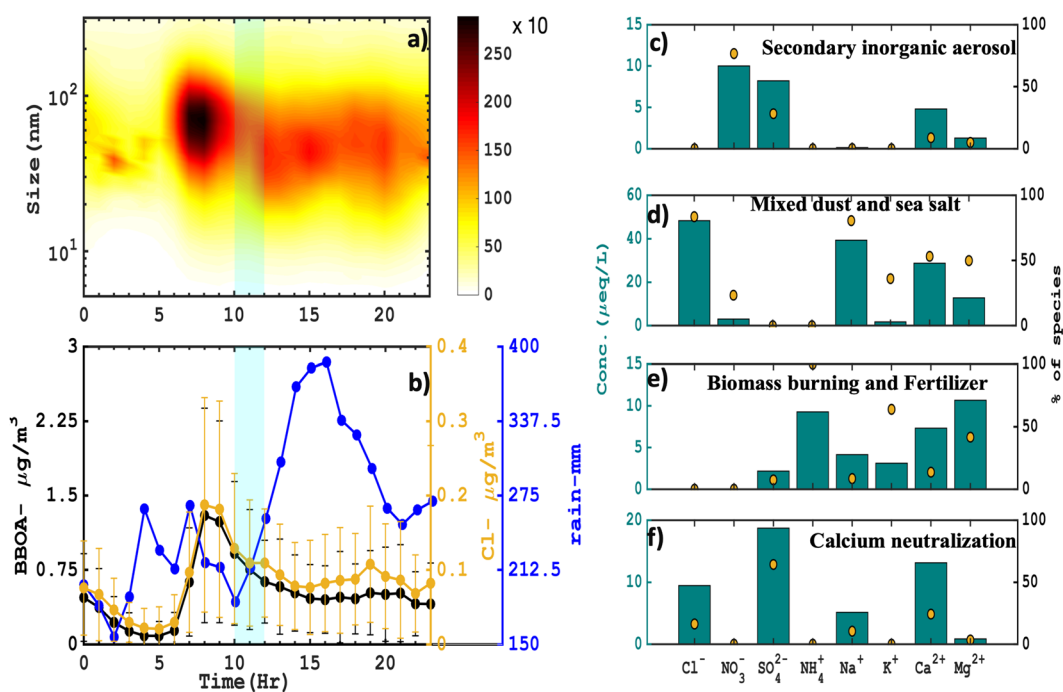 a)
x 10
250
200
150
100
50
0
Size(nm)
10²
10¹
0 5 10 15 20
b)
BBOA- μg/m³
3
2.25
1.5
0.75
0
0.4
0.3
0.2
0.1
0
Cl- μg/m³
400
337.5
275
212.5
150
rain-mm
0 5 10 15 20
Time(Hr)
c) Secondary inorganic aerosol
15
10
5
0
100
50
0
d) Mixed dust and sea salt
60
40
20
0
100
50
0
Conc.(μeq/L)
% of species
e) Biomass burning and Fertilizer
15
10
5
0
100
50
0
f) Calcium neutralization
20
10
0
100
50
0
Cl⁻ NO₃⁻ SO₄²⁻ NH₄⁺ Na⁺ K⁺ Ca²⁺ Mg²⁺